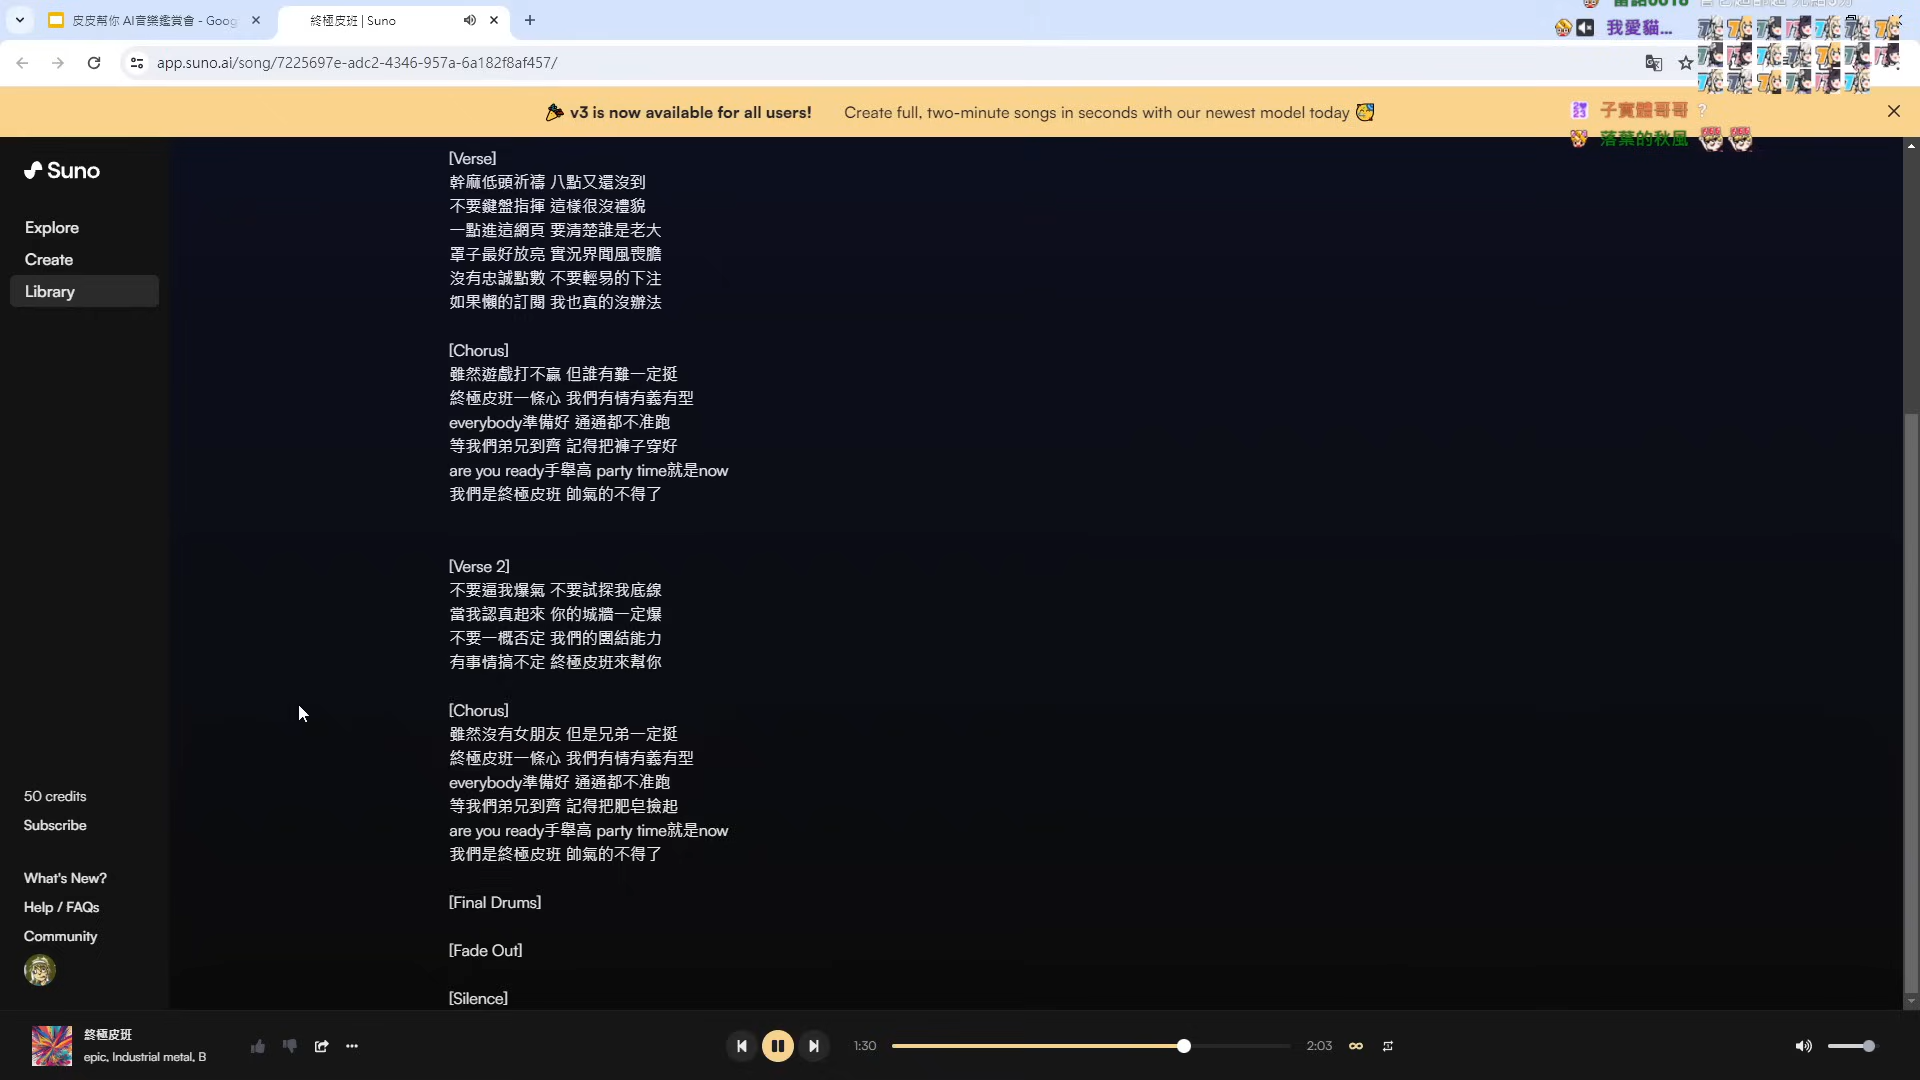 皮皮幫你 AI音樂鑑賞會 - Goog
終極皮班 | Suno
我愛貓...
app.suno.ai/song/7225697e-adc2-4346-957a-6a182f8af457/
v3 is now available for all users! Create full, two-minute songs in seconds with our newest model today
子實體哥哥 ?
落葉的秋風
Suno
Explore
Create
Library
[Verse]
幹麻低頭祈禱 八點又還沒到
不要鍵盤指揮 這樣很沒禮貌
一點進這網頁 要清楚誰是老大
罩子最好放亮 實況界聞風喪膽
沒有忠誠點數 不要輕易的下注
如果懶的訂閱 我也真的沒辦法
[Chorus]
雖然遊戲打不贏 但誰有難一定挺
終極皮班一條心 我們有情有義有型
everybody準備好 通通都不准跑
等我們弟兄到齊 記得把褲子穿好
are you ready手舉高 party time就是now
我們是終極皮班 帥氣的不得了
[Verse 2]
不要逼我爆氣 不要試探我底線
當我認真起來 你的城牆一定爆
不要一概否定 我們的團結能力
有事情搞不定 終極皮班來幫你
[Chorus]
雖然沒有女朋友 但是兄弟一定挺
終極皮班一條心 我們有情有義有型
everybody準備好 通通都不准跑
等我們弟兄到齊 記得把肥皂撿起
are you ready手舉高 party time就是now
我們是終極皮班 帥氣的不得了
[Final Drums]
[Fade Out]
[Silence]
50 credits
Subscribe
What's New?
Help / FAQs
Community
終極皮班
epic, Industrial metal, B
1:30
2:03